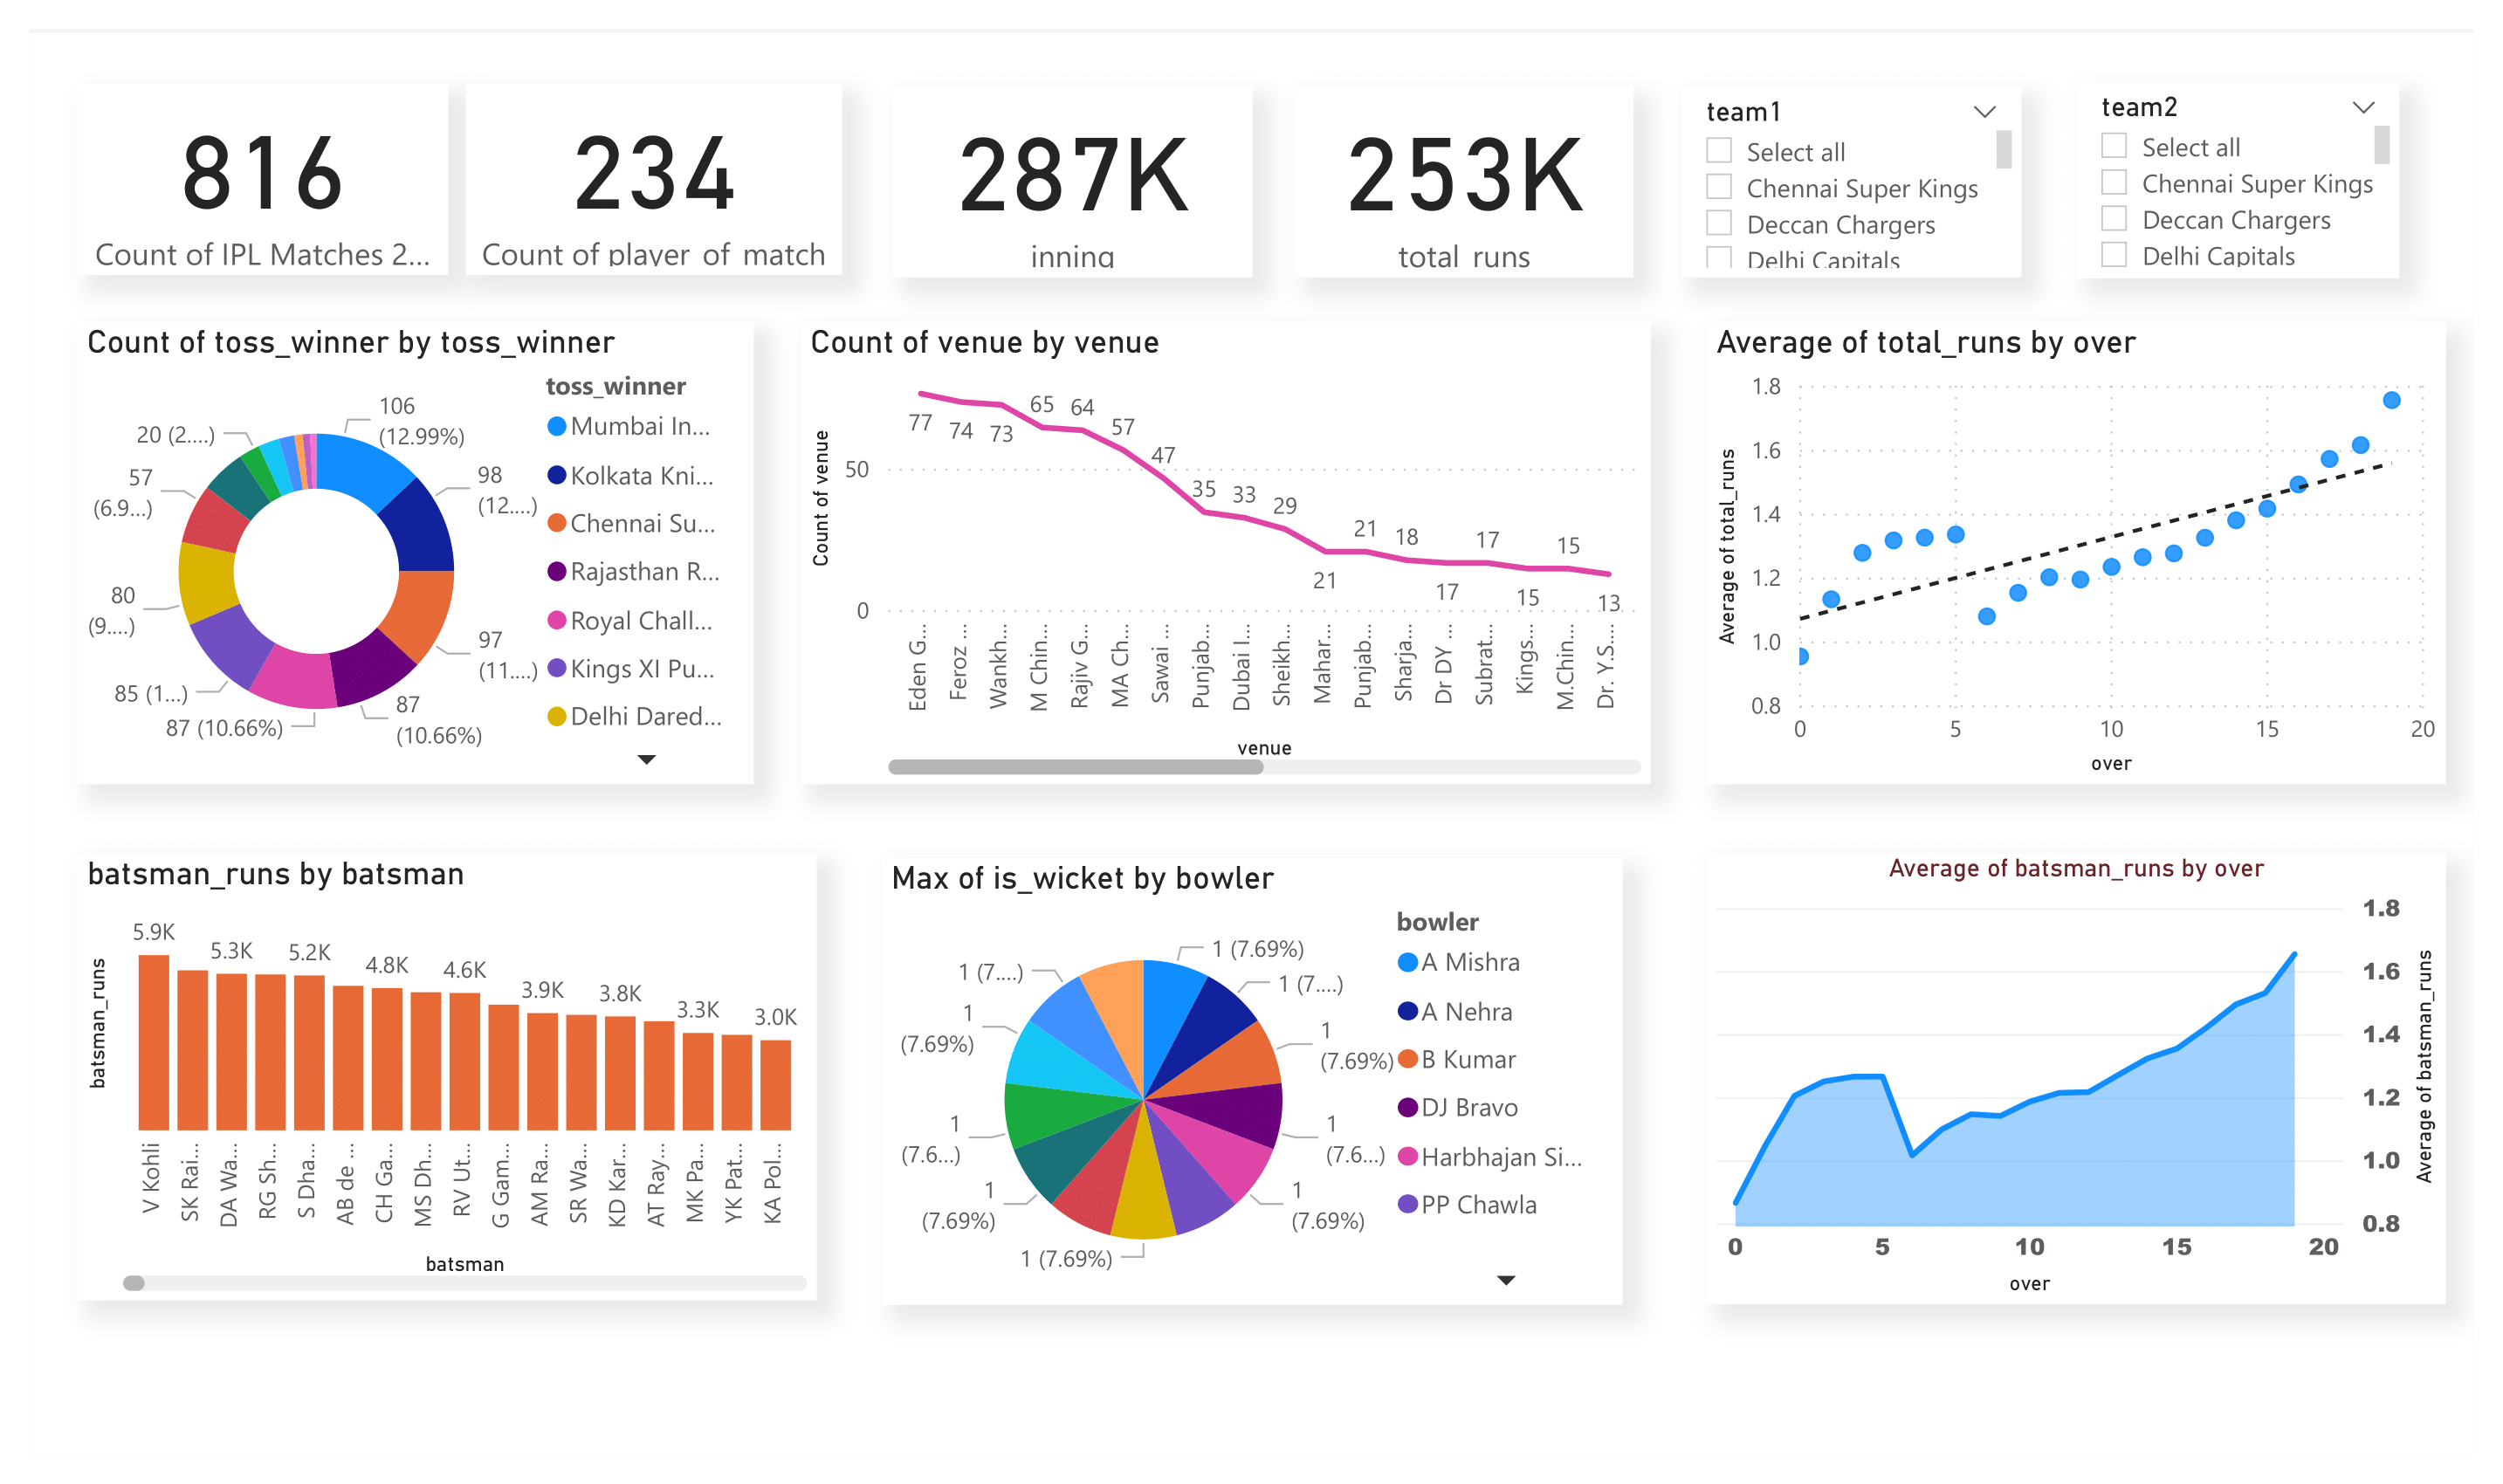 816
Count of IPL Matches 2...
234
Count of player_of_match
287K
inning
253K
total_runs
team1
Select all
Chennai Super Kings
Deccan Chargers
Delhi Capitals
team2
Select all
Chennai Super Kings
Deccan Chargers
Delhi Capitals
Count of toss_winner by toss_winner
106
(12.99%)
98
(12....)
97
(11....)
87
(10.66%)
87 (10.66%)
85 (1...)
80
(9....)
57
(6.9...)
20 (2....)
toss_winner
Mumbai In...
Kolkata Kni...
Chennai Su...
Rajasthan R...
Royal Chall...
Kings XI Pu...
Delhi Dared...
Count of venue by venue
Count of venue
50
0
77
74
73
65
64
57
47
35
33
29
21
21
18
17
17
15
15
13
Eden G...
Feroz ...
Wankh...
M Chin...
Rajiv G...
MA Ch...
Sawai ...
Punjab...
Dubai I...
Sheikh...
Mahar...
Punjab...
Sharja...
Dr DY ...
Subrat...
Kings...
M.Chin...
Dr. Y.S....
venue
Average of total_runs by over
Average of total_runs
1.8
1.6
1.4
1.2
1.0
0.8
0
5
10
15
20
over
batsman_runs by batsman
batsman_runs
5.9K
5.3K
5.2K
4.8K
4.6K
3.9K
3.8K
3.3K
3.0K
V Kohli
SK Rai...
DA Wa...
RG Sh...
S Dha...
AB de ...
CH Ga...
MS Dh...
RV Ut...
G Gam...
AM Ra...
SR Wa...
KD Kar...
AT Ray...
MK Pa...
YK Pat...
KA Pol...
batsman
Max of is_wicket by bowler
1 (7.69%)
1 (7....)
1
(7.69%)
1
(7.6...)
1
(7.69%)
1 (7.69%)
1
(7.69%)
1
(7.6...)
1
(7.69%)
1 (7....)
bowler
A Mishra
A Nehra
B Kumar
DJ Bravo
Harbhajan Si...
PP Chawla
Average of batsman_runs by over
1.8
1.6
1.4
1.2
1.0
0.8
Average of batsman_runs
0
5
10
15
20
over